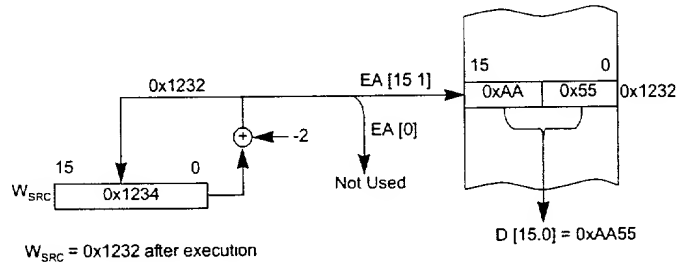 15 0
0x1232 EA [15 1] 0xAA 0x55 0x1232
+ -2 EA [0]
15 0
W_SRC 0x1234 Not Used
D [15.0] = 0xAA55
W_SRC = 0x1232 after execution